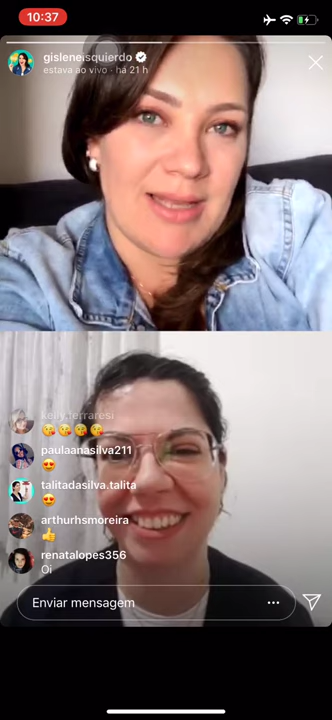 10:37
gisleneisquierdo
estava ao vivo · há 21 h
kelly.ferraresi
paulaanasilva211
talitadasilva.talita
arthurhsmoreira
renatalopes356
Oi
Enviar mensagem